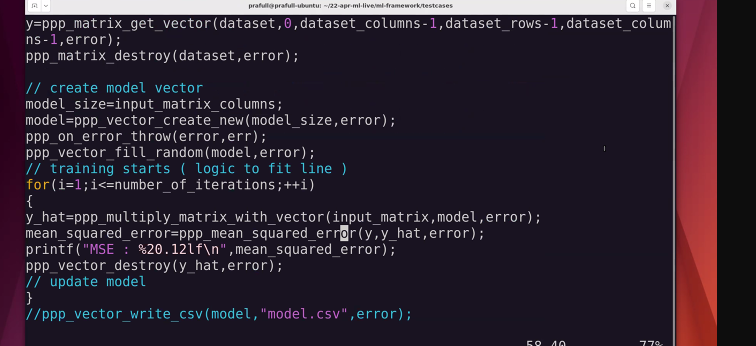 prafull@prafull-ubuntu: ~/22-apr-ml-live/ml-framework/testcases
y=ppp_matrix_get_vector(dataset,0,dataset_columns-1,dataset_rows-1,dataset_colum
ns-1,error);
ppp_matrix_destroy(dataset,error);
// create model vector
model_size=input_matrix_columns;
model=ppp_vector_create_new(model_size,error);
ppp_on_error_throw(error,err);
ppp_vector_fill_random(model,error);
// training starts ( logic to fit line )
for(i=1;i<=number_of_iterations;++i)
{
y_hat=ppp_multiply_matrix_with_vector(input_matrix,model,error);
mean_squared_error=ppp_mean_squared_error(y,y_hat,error);
printf("MSE : %20.12lf\n",mean_squared_error);
ppp_vector_destroy(y_hat,error);
// update model
}
//ppp_vector_write_csv(model,"model.csv",error);
58,40 77%